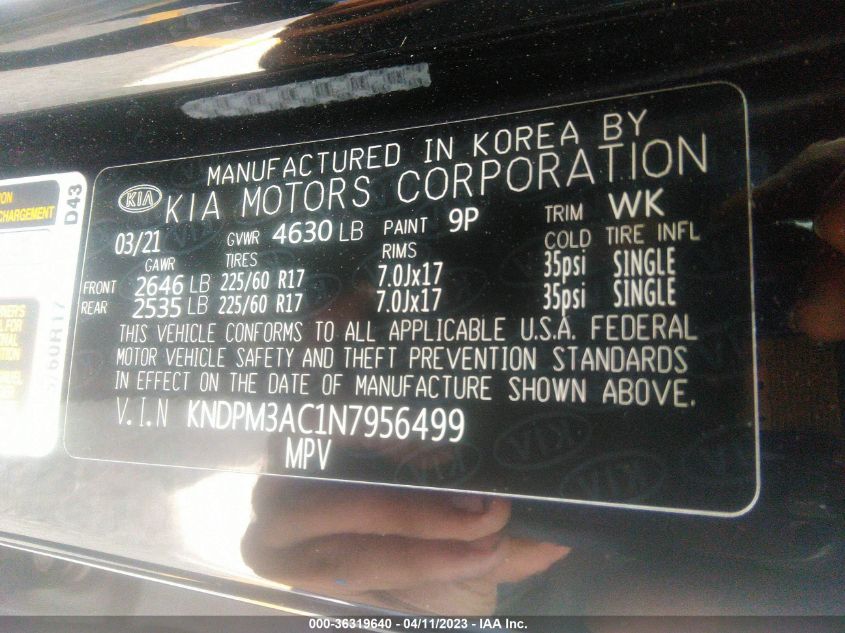 MANUFACTURED IN KOREA BY
KIA KIA MOTORS CORPORATION
03/21 GVWR 4630 LB PAINT 9P TRIM WK
GAWR TIRES RIMS COLD TIRE INFL
FRONT 2646 LB 225/60 R17 7.0Jx17 35psi SINGLE
REAR 2535 LB 225/60 R17 7.0Jx17 35psi SINGLE
THIS VEHICLE CONFORMS TO ALL APPLICABLE U.S.A. FEDERAL
MOTOR VEHICLE SAFETY AND THEFT PREVENTION STANDARDS
IN EFFECT ON THE DATE OF MANUFACTURE SHOWN ABOVE.
V.I.N KNDPM3AC1N7956499
MPV
D43
CHARGEMENT
000-36319640 - 04/11/2023 - IAA Inc.